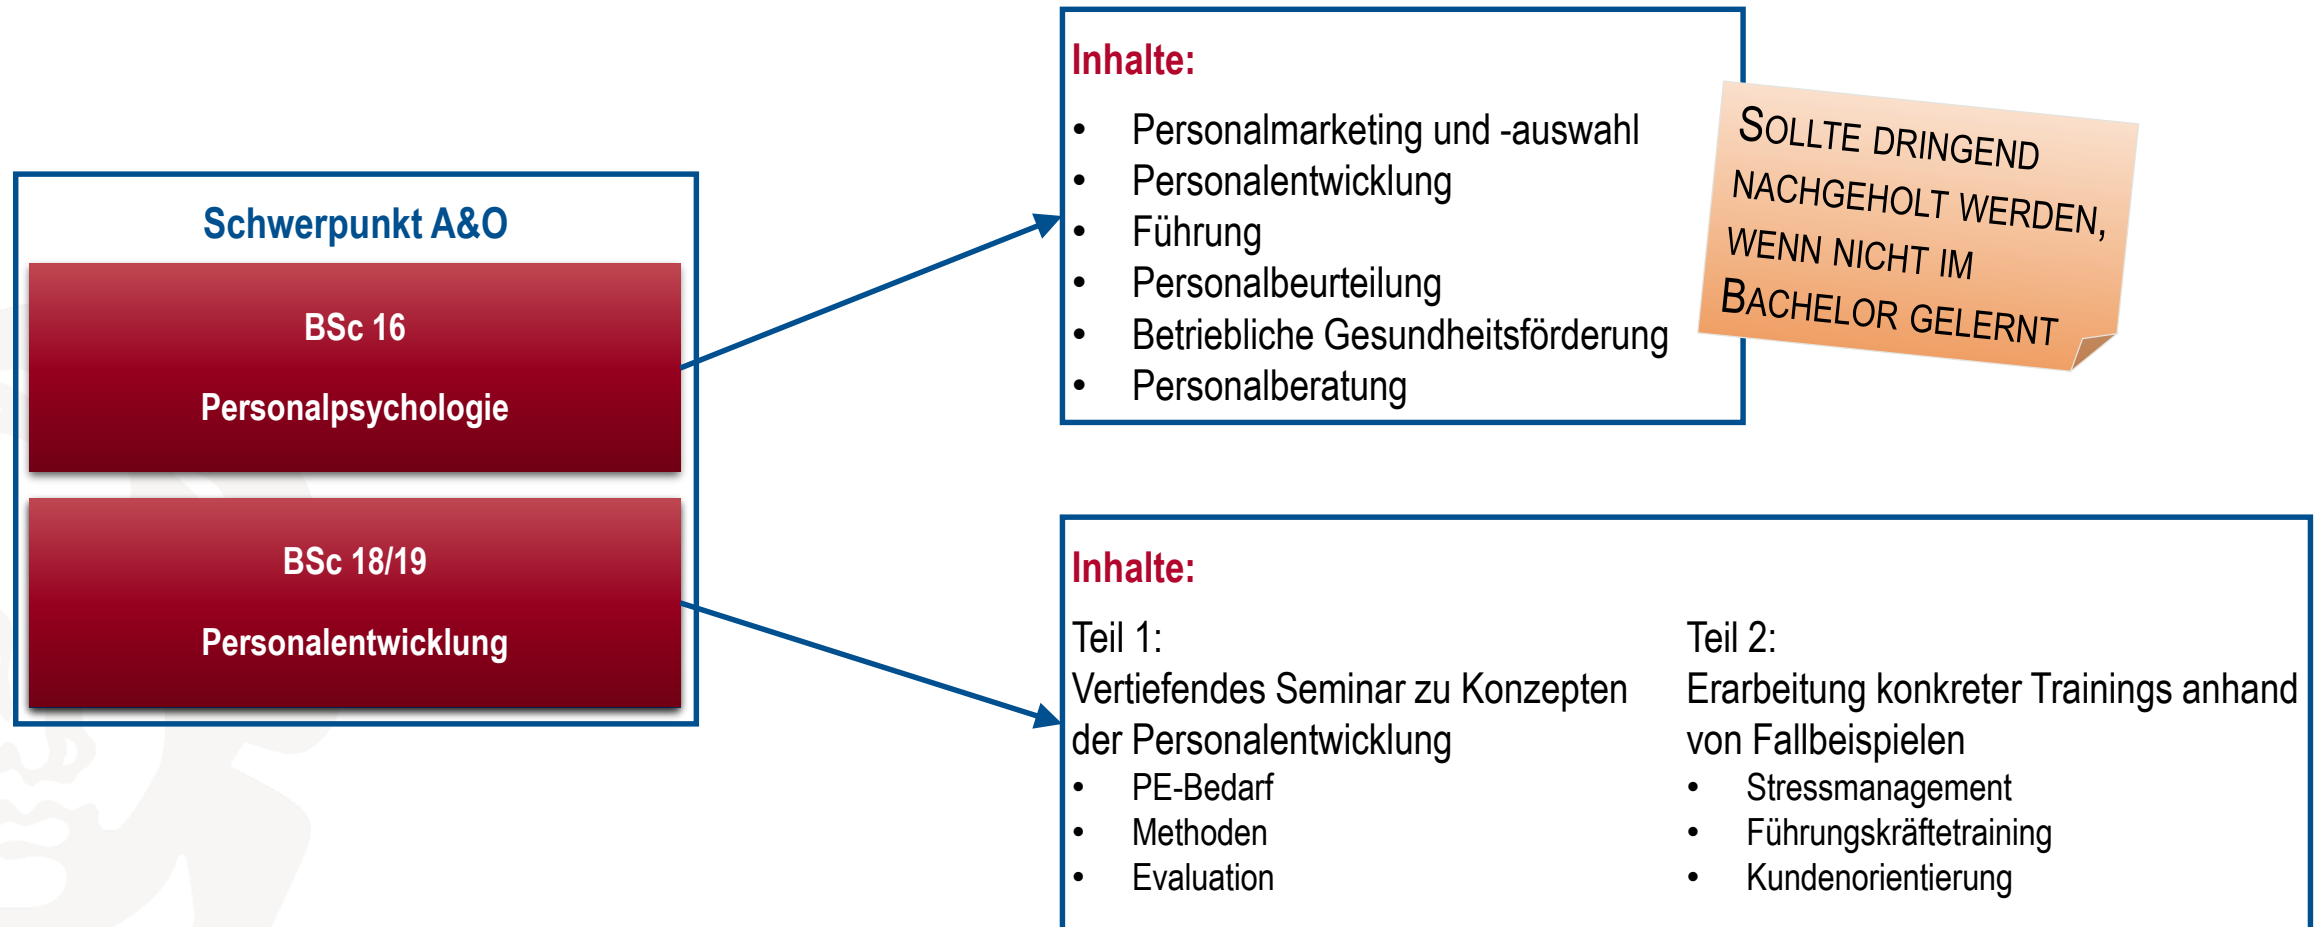 Schwerpunkt A&O
BSc 16
Personalpsychologie
BSc 18/19
Personalentwicklung
Inhalte:
• Personalmarketing und -auswahl
• Personalentwicklung
• Führung
• Personalbeurteilung
• Betriebliche Gesundheitsförderung
• Personalberatung
SOLLTE DRINGEND
NACHGEHOLT WERDEN,
WENN NICHT IM
BACHELOR GELERNT
Inhalte:
Teil 1:
Vertiefendes Seminar zu Konzepten
der Personalentwicklung
• PE-Bedarf
• Methoden
• Evaluation
Teil 2:
Erarbeitung konkreter Trainings anhand
von Fallbeispielen
• Stressmanagement
• Führungskräftetraining
• Kundenorientierung